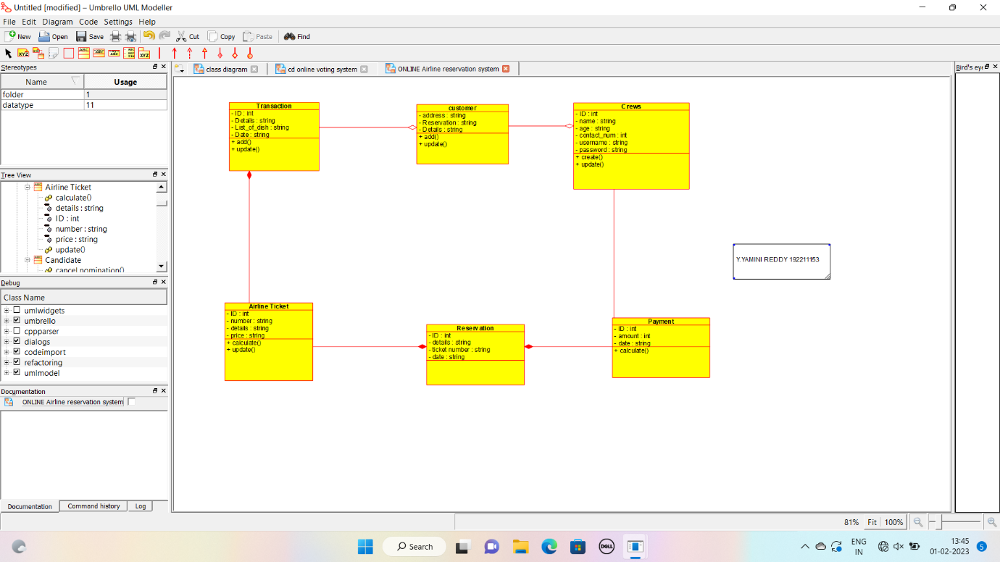 Untitled [modified] – Umbrello UML Modeller
File Edit Diagram Code Settings Help
New Open Save Cut Copy Paste Find
Stereotypes
Name Usage
folder 1
datatype 11
Tree View
Airline Ticket
calculate()
details : string
ID : int
number : string
price : string
update()
Candidate
cancel nomination()
Debug
Class Name
umlwidgets
umbrello
cppparser
dialogs
codeimport
refactoring
umlmodel
Documentation
ONLINE Airline reservation system
Documentation Command history Log
class diagram
cd online voting system
ONLINE Airline reservation system
Bird's eye
Transaction
- ID : int
- Details : string
- List_of_dish : string
- Date : string
+ add()
+ update()
customer
- address : string
- Reservation : string
- Details : string
+ add()
+ update()
Crews
- ID : int
- name : string
- age : string
- contact_num : int
- username : string
- password : string
+ create()
+ update()
Y.YAMINI REDDY 192211153
Airline Ticket
- ID : int
- number : string
- details : string
- price : string
+ calculate()
+ update()
Reservation
- ID : int
- details : string
- ticket number : string
- date : string
Payment
- ID : int
- amount : int
- date : string
+ calculate()
81% Fit 100%
Search
DELL
ENG
IN
13:45
01-02-2023
5